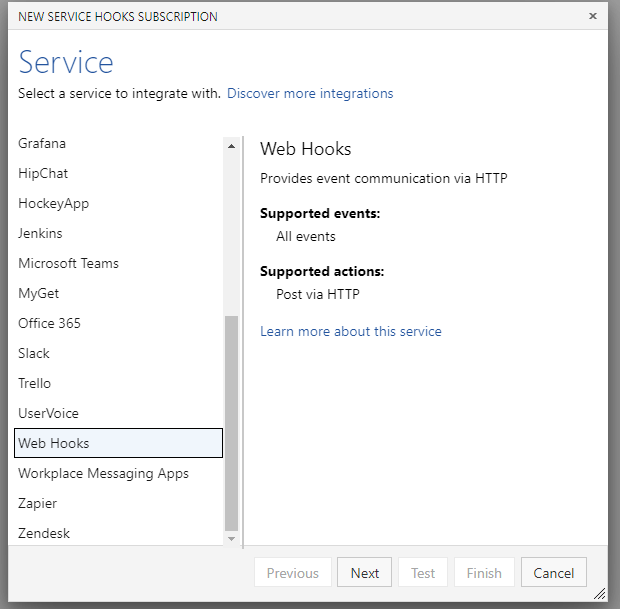 NEW SERVICE HOOKS SUBSCRIPTION
Service
Select a service to integrate with. Discover more integrations
Grafana
HipChat
HockeyApp
Jenkins
Microsoft Teams
MyGet
Office 365
Slack
Trello
UserVoice
Web Hooks
Workplace Messaging Apps
Zapier
Zendesk
Web Hooks
Provides event communication via HTTP
Supported events:
All events
Supported actions:
Post via HTTP
Learn more about this service
Previous Next Test Finish Cancel